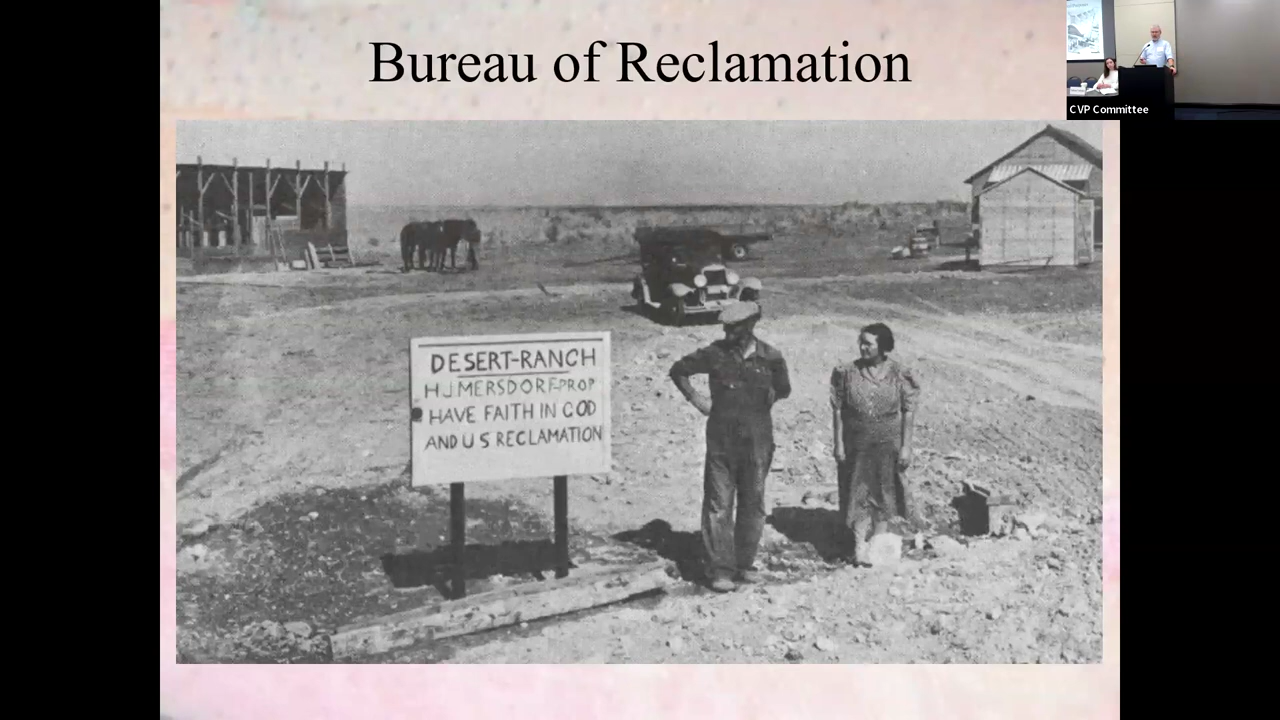 Bureau of Reclamation
CVP Committee
DESERT-RANCH
H.J.MERSDORF-PROP
HAVE FAITH IN GOD
AND U S RECLAMATION